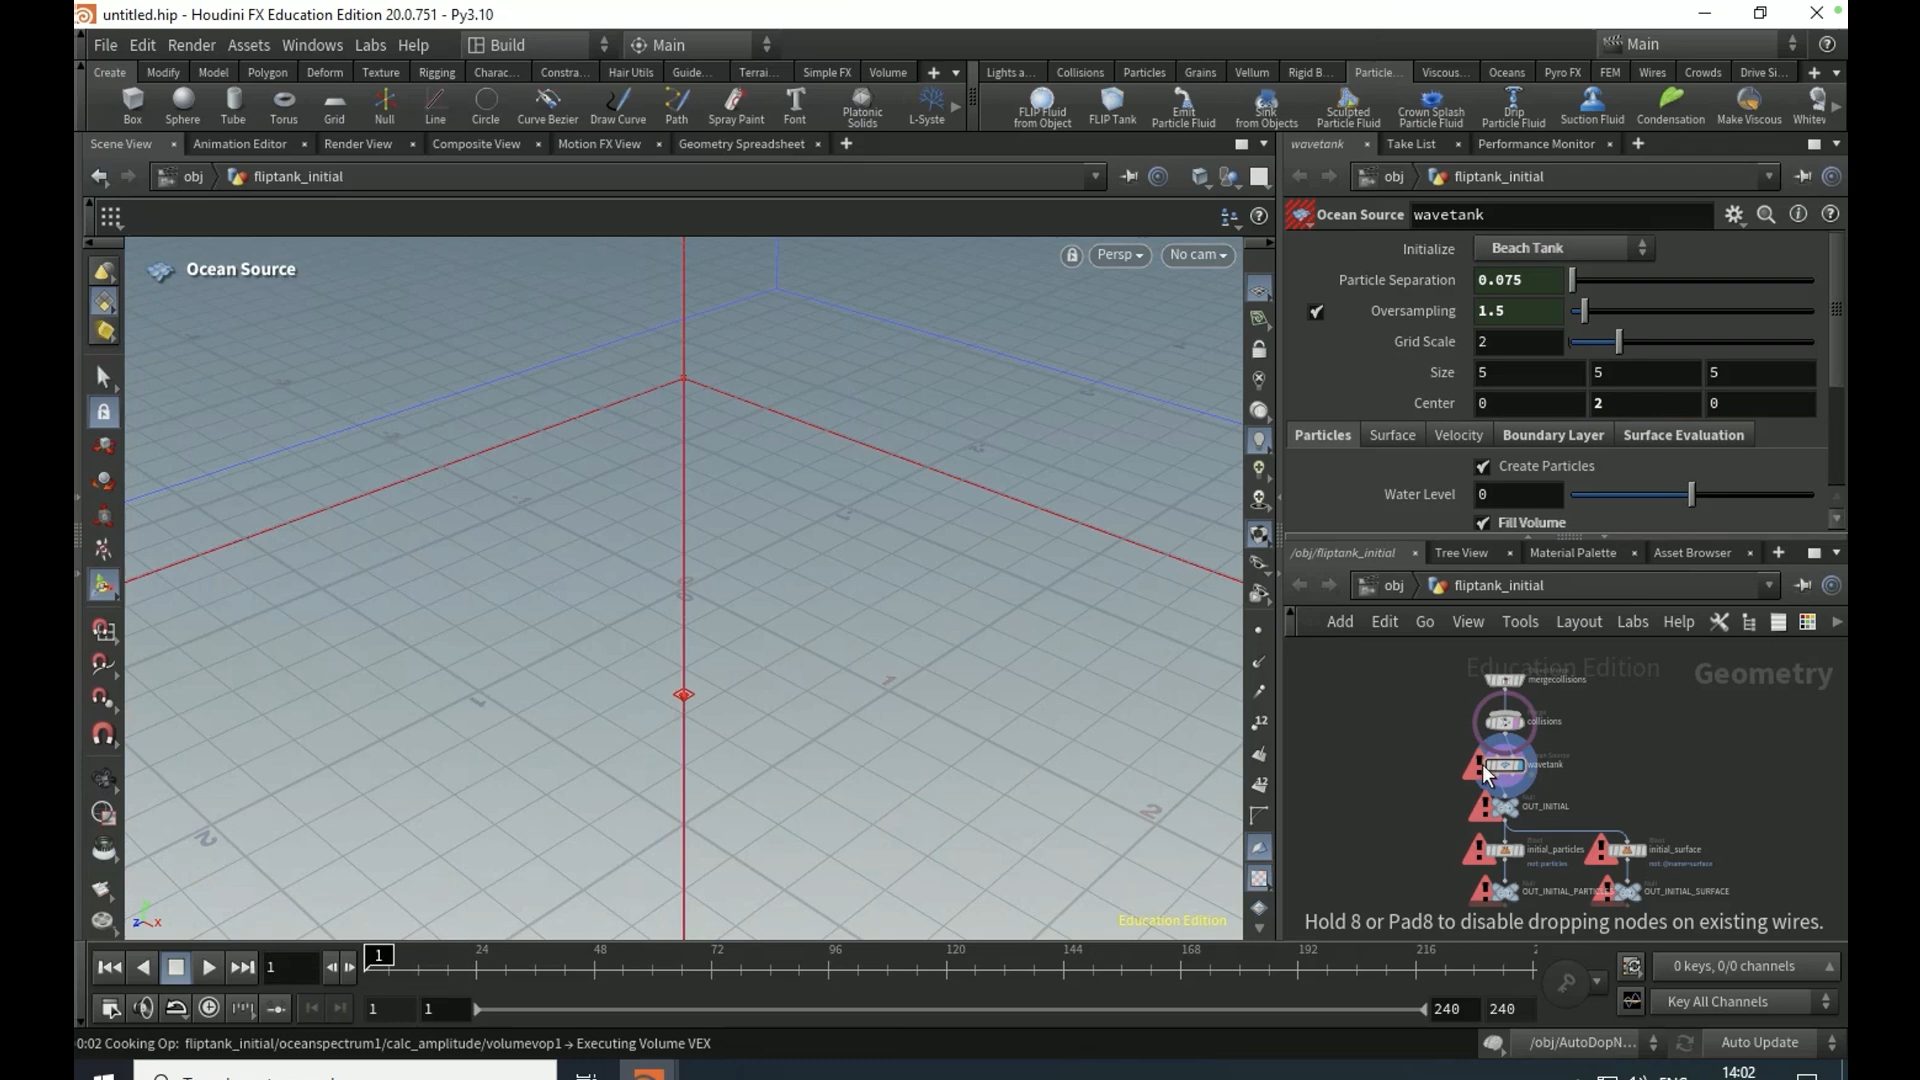 untitled.hip - Houdini FX Education Edition 20.0.751 - Py3.10
File Edit Render Assets Windows Labs Help Build Main Main
Create Modify Model Polygon Deform Texture Rigging Charac... Constra... Hair Utils Guide... Terrai... Simple FX Volume Lights a... Collisions Particles Grains Vellum Rigid B... Particle... Viscous... Oceans Pyro FX FEM Wires Crowds Drive Si...
Box Sphere Tube Torus Grid Null Line Circle Curve Bezier Draw Curve Path Spray Paint Font Platonic Solids L-Syste FLIP Fluid from Object FLIP Tank Emit Particle Fluid Sink from Objects Sculpted Particle Fluid Crown Splash Particle Fluid Drip Particle Fluid Suction Fluid Condensation Make Viscous Whitew
Scene View Animation Editor Render View Composite View Motion FX View Geometry Spreadsheet wavetank Take List Performance Monitor
obj fliptank_initial obj fliptank_initial
Ocean Source wavetank
Ocean Source Persp No cam
Initialize Beach Tank
Particle Separation 0.075
Oversampling 1.5
Grid Scale 2
Size 5 5 5
Center 0 2 0
Particles Surface Velocity Boundary Layer Surface Evaluation
Create Particles
Water Level 0
Fill Volume
/obj/fliptank_initial Tree View Material Palette Asset Browser
obj fliptank_initial
Add Edit Go View Tools Layout Labs Help
Education Edition Geometry
mergecollisions
collisions
wavetank
Null
OUT_INITIAL
Blast
initial_particles
not: particles
Blast
initial_surface
not: @name=surface
Null
OUT_INITIAL_PARTICLES
Null
OUT_INITIAL_SURFACE
Hold 8 or Pad8 to disable dropping nodes on existing wires.
Education Edition
z x
1 24 48 72 96 120 144 168 192 216
1 0 keys, 0/0 channels
1 1 240 240 Key All Channels
0:02 Cooking Op: fliptank_initial/oceanspectrum1/calc_amplitude/volumevop1 → Executing Volume VEX /obj/AutoDopN... Auto Update
14:02